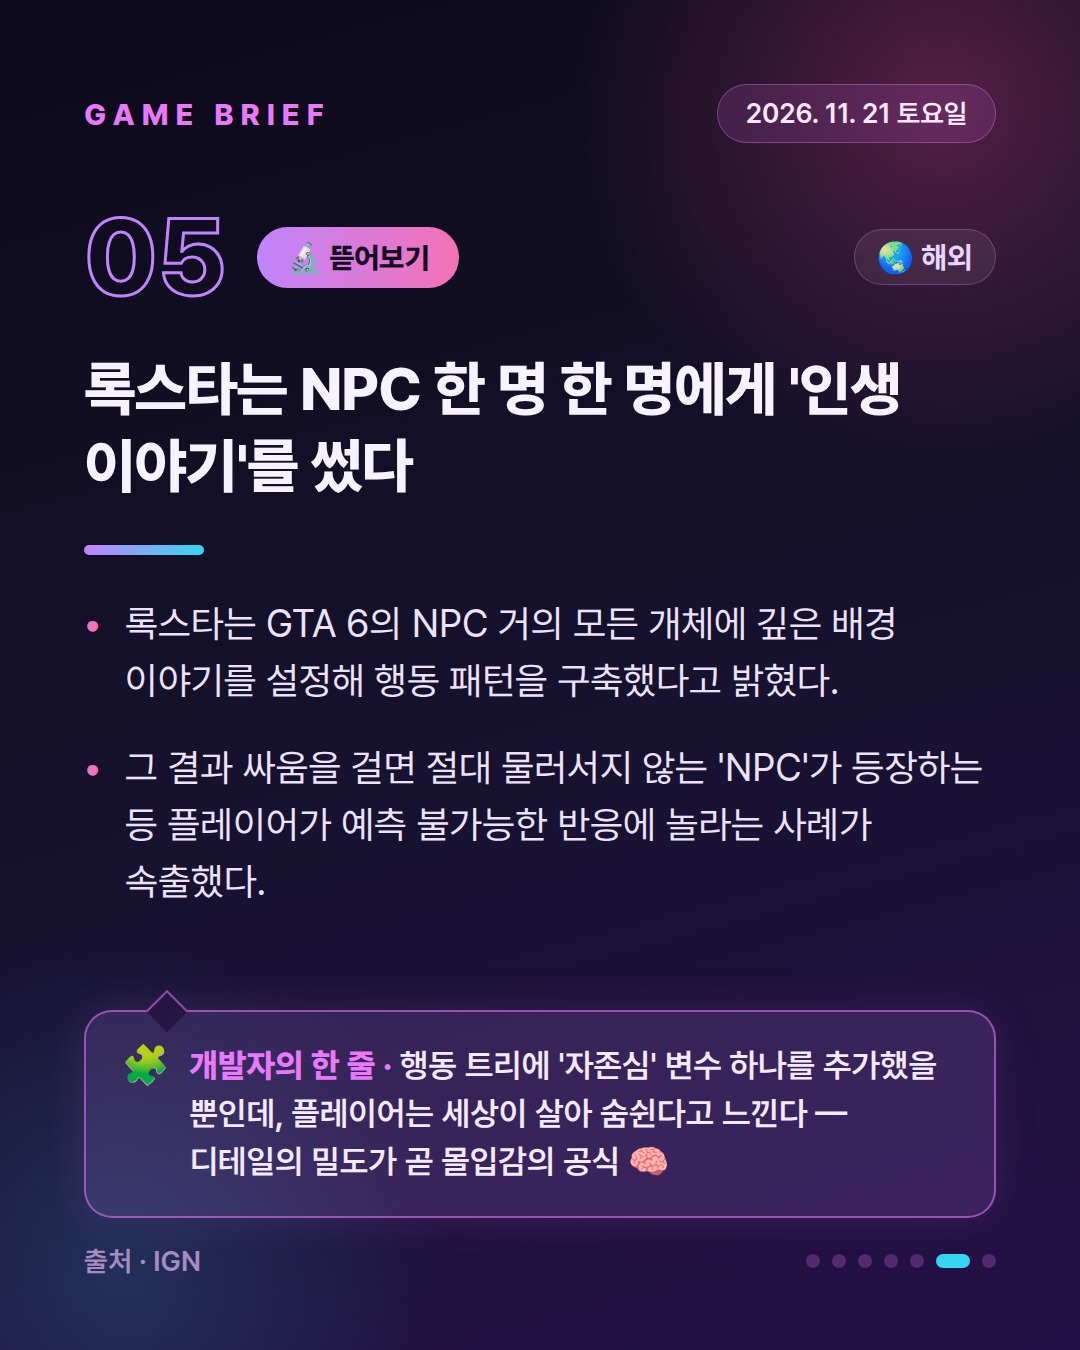 GAME BRIEF
2026. 11. 21 토요일
05
🔬 뜯어보기
🌏 해외
록스타는 NPC 한 명 한 명에게 '인생
이야기'를 썼다
• 록스타는 GTA 6의 NPC 거의 모든 개체에 깊은 배경
이야기를 설정해 행동 패턴을 구축했다고 밝혔다.
• 그 결과 싸움을 걸면 절대 물러서지 않는 'NPC'가 등장하는
등 플레이어가 예측 불가능한 반응에 놀라는 사례가
속출했다.
🧩 개발자의 한 줄 · 행동 트리에 '자존심' 변수 하나를 추가했을
뿐인데, 플레이어는 세상이 살아 숨쉰다고 느낀다 —
디테일의 밀도가 곧 몰입감의 공식 🧠
출처 · IGN